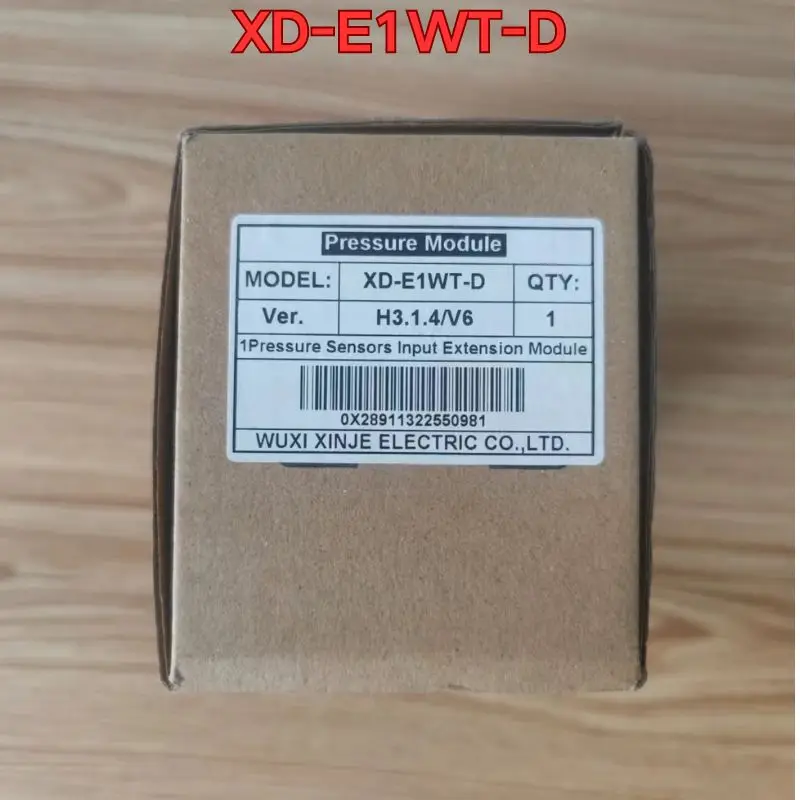 XD-E1WT-D
Pressure Module
MODEL: XD-E1WT-D QTY:
Ver. H3.1.4/V6 1
1Pressure Sensors Input Extension Module
0X28911322550981
WUXI XINJE ELECTRIC CO.,LTD.